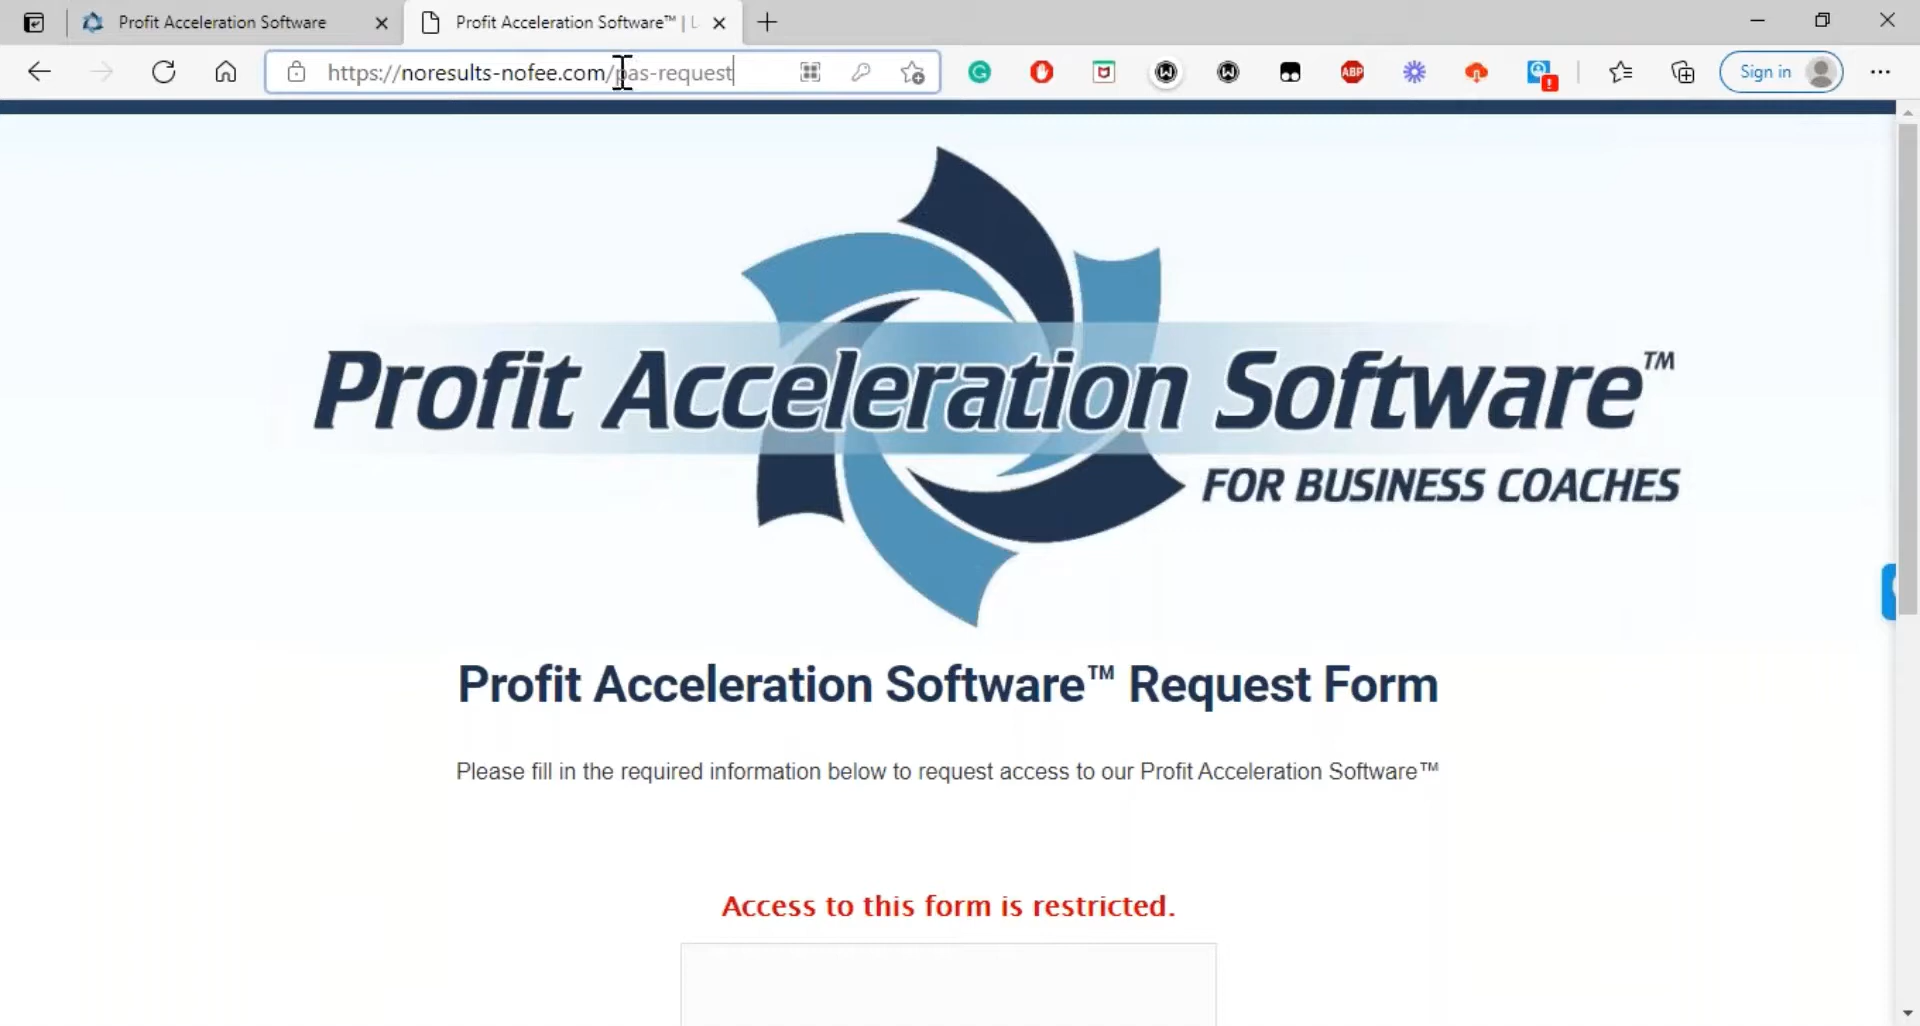 Profit Acceleration Software
Profit Acceleration Software™ | L
https://noresults-nofee.com/pas-request
ABP
Sign in
Profit Acceleration Software™
FOR BUSINESS COACHES
Profit Acceleration Software™ Request Form
Please fill in the required information below to request access to our Profit Acceleration Software™
Access to this form is restricted.